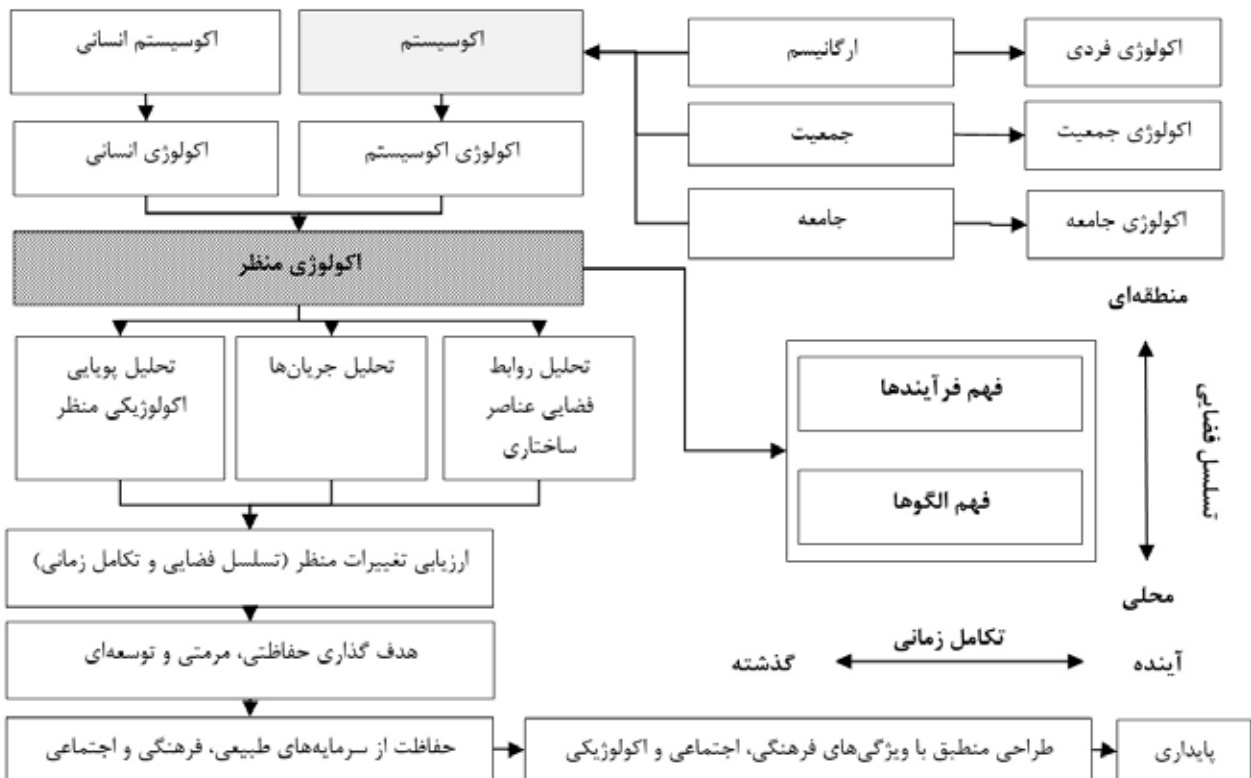 اکوسیستم انسانی
اکوسیستم
ارگانیسم
اکولوژی فردی
اکولوژی انسانی
اکولوژی اکوسیستم
جمعیت
اکولوژی جمعیت
جامعه
اکولوژی جامعه
اکولوژی منظر
تحلیل پویایی
اکولوژیکی منظر
تحلیل جریان‌ها
تحلیل روابط
فضایی عناصر
ساختاری
فهم فرآیندها
فهم الگوها
منطقه‌ای
تسلسل فضایی
محلی
تکامل زمانی
گذشته
آینده
ارزیابی تغییرات منظر (تسلسل فضایی و تکامل زمانی)
هدف گذاری حفاظتی، مرمتی و توسعه‌ای
حفاظت از سرمایه‌های طبیعی، فرهنگی و اجتماعی
طراحی منطبق با ویژگی‌های فرهنگی، اجتماعی و اکولوژیکی
پایداری